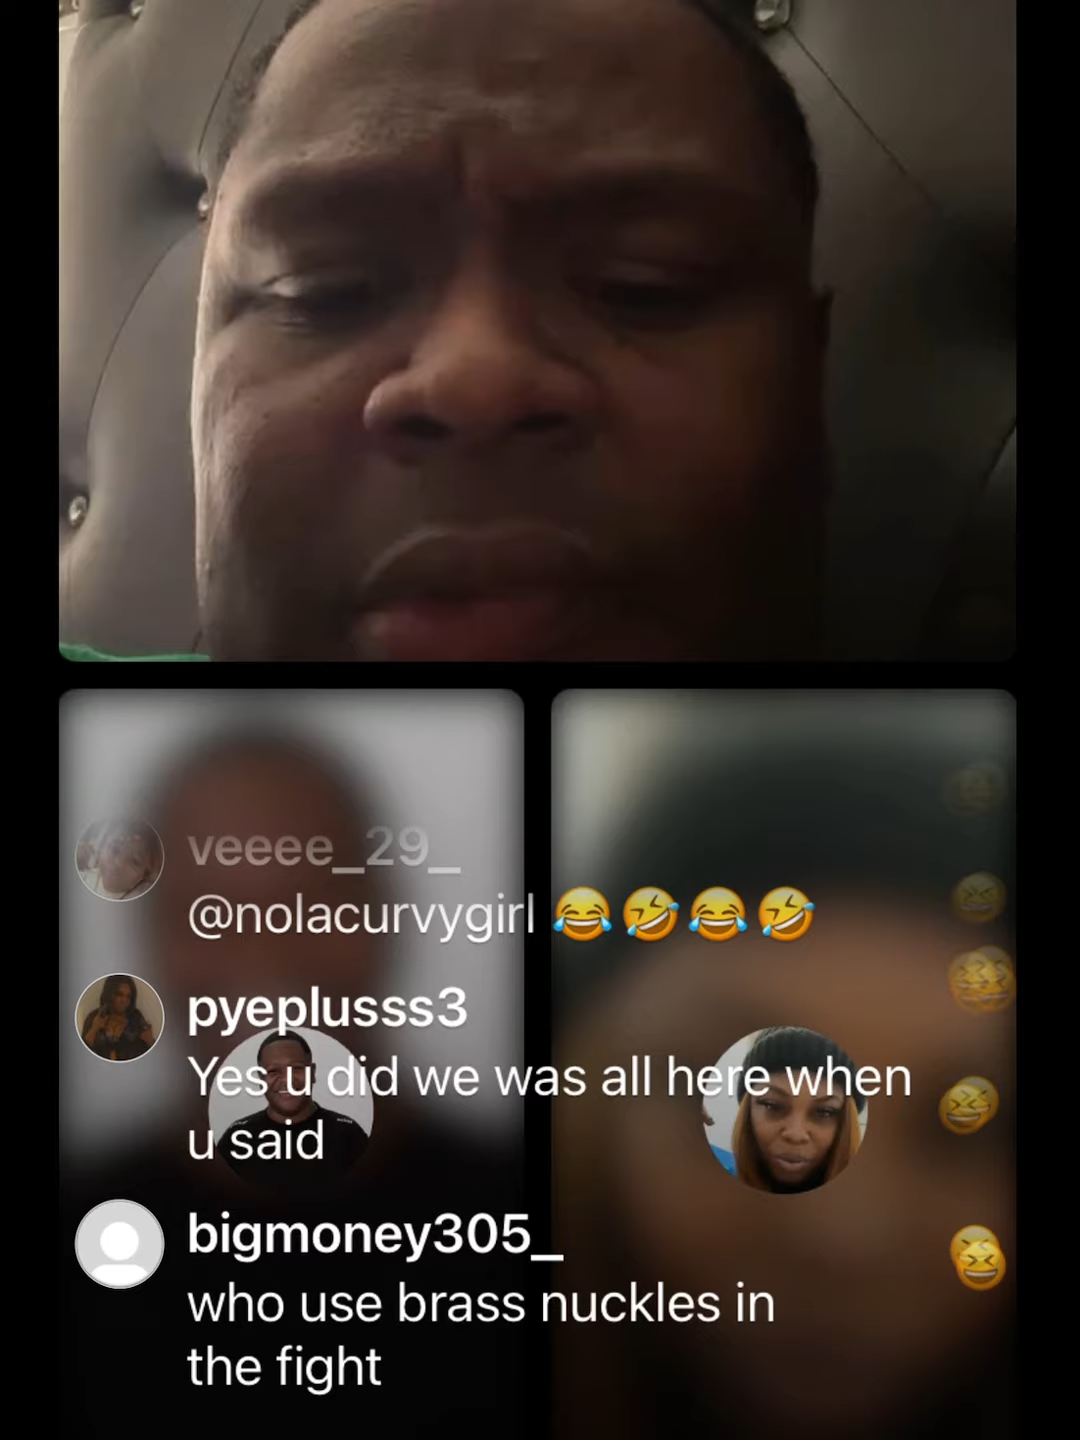 veeee_29_
@nolacurvygirl 😂🤣😂🤣
pyeplusss3
Yes u did we was all here when
u said
bigmoney305_
who use brass nuckles in
the fight